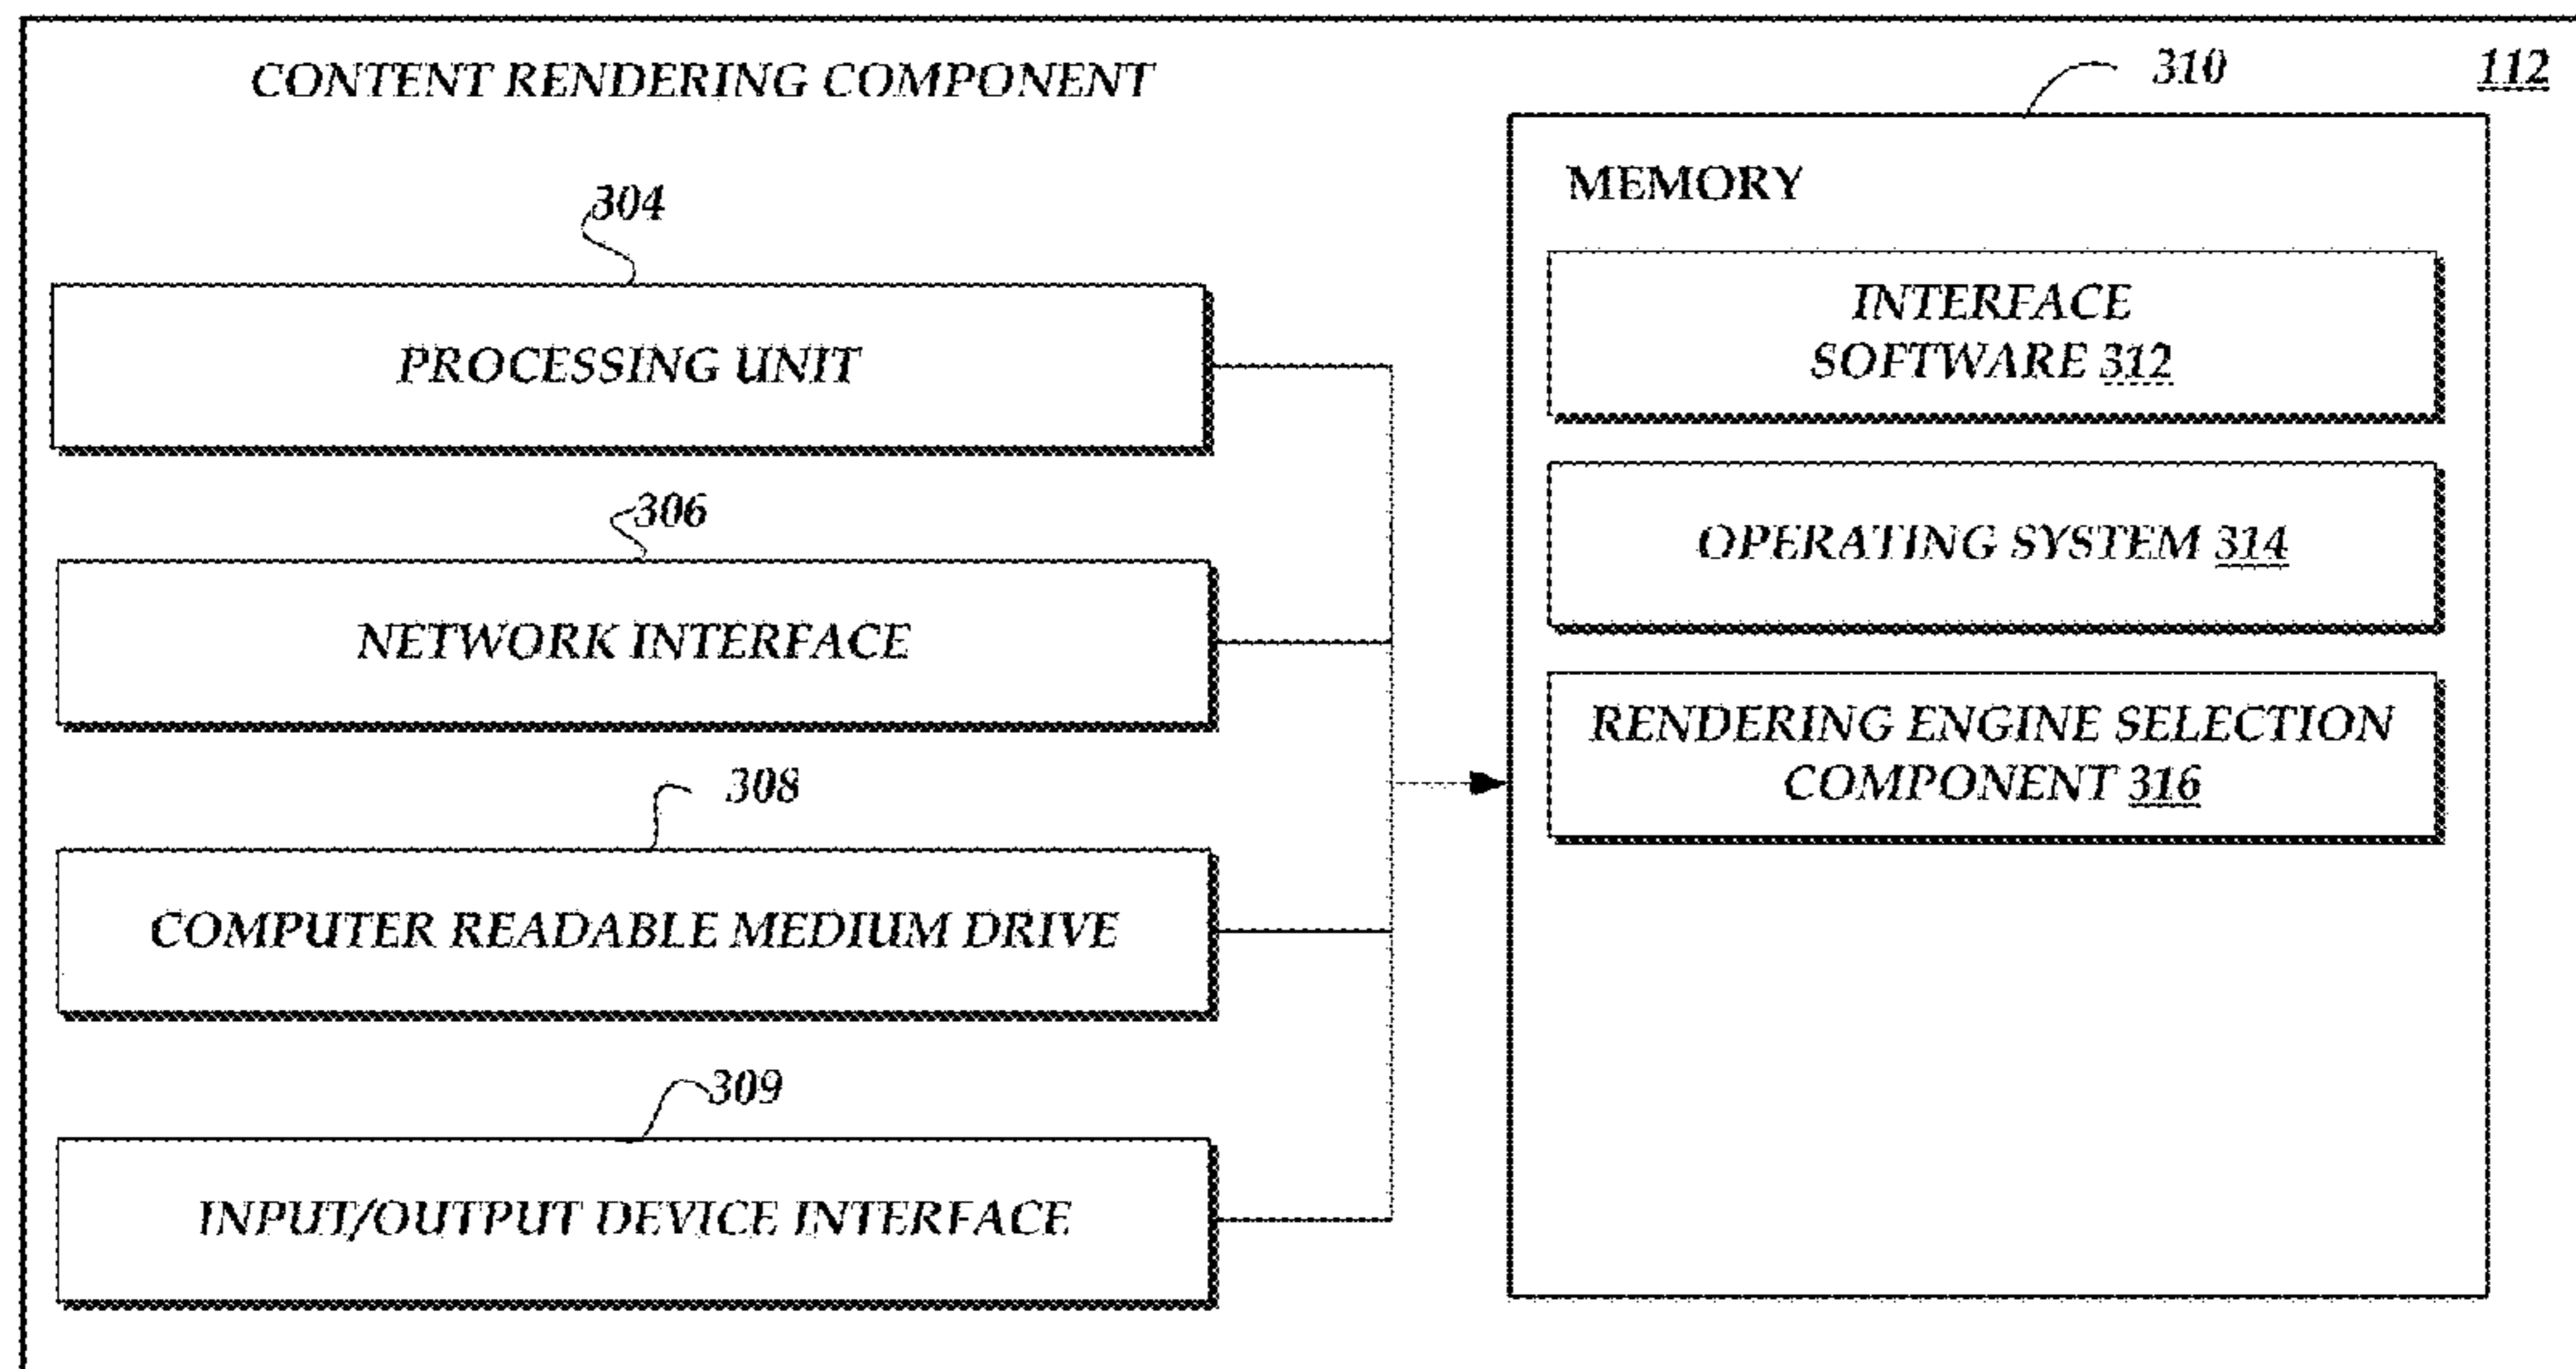 CONTENT RENDERING COMPONENT
112
304
PROCESSING UNIT
306
NETWORK INTERFACE
308
COMPUTER READABLE MEDIUM DRIVE
309
INPUT/OUTPUT DEVICE INTERFACE
310
MEMORY
INTERFACE
SOFTWARE 312
OPERATING SYSTEM 314
RENDERING ENGINE SELECTION
COMPONENT 316